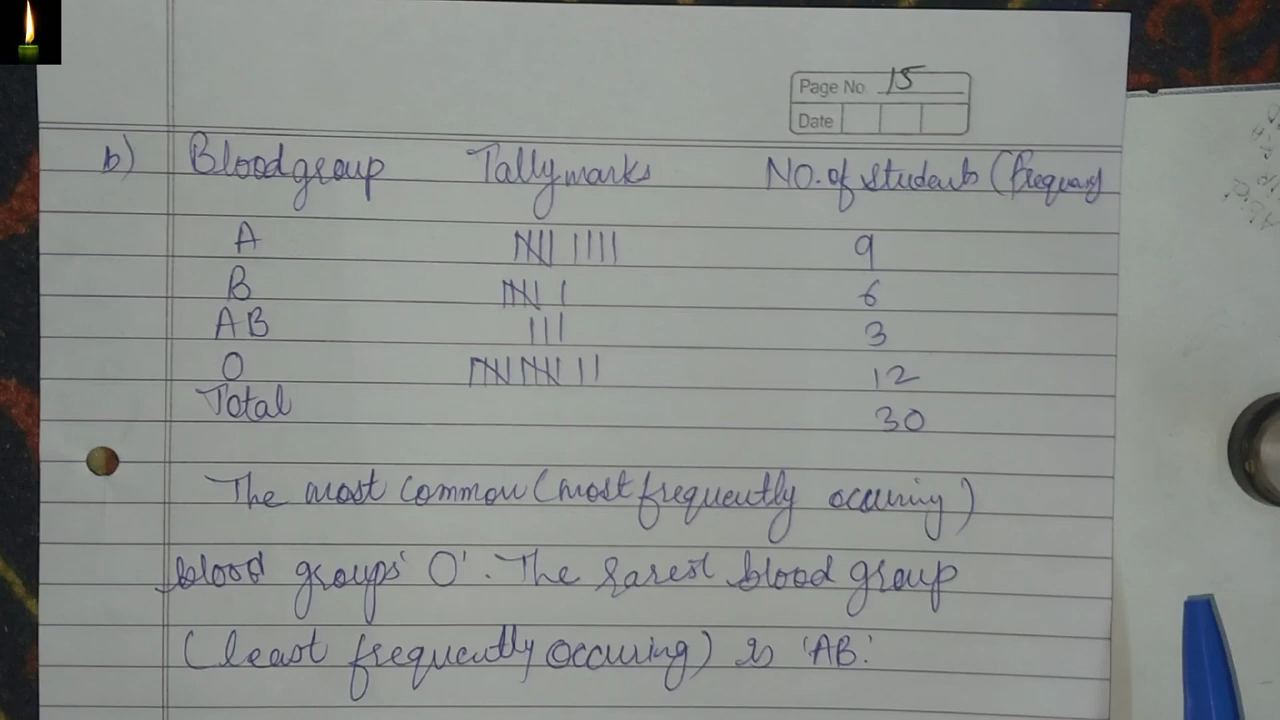 Page No. 15
Date
b) Bloodgroup Tallymarks NO. of students (frequency
A 𝍸 |||| 9
B 𝍸 | 6
AB ||| 3
O 𝍸 𝍸 || 12
Total 30
The most common (most frequently occuring)
blood groups 'O'. The rarest blood group
(least frequently occuring) is 'AB'.